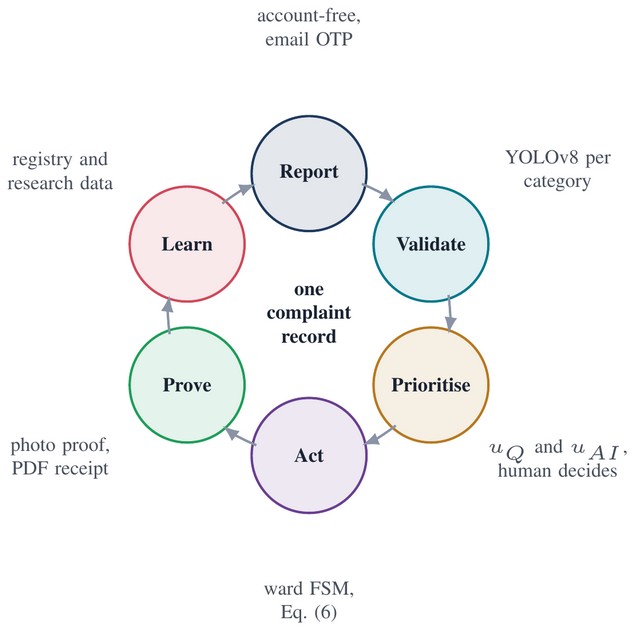 account-free,
email OTP
Report
YOLOv8 per
category
Validate
Prioritise
u_Q and u_AI,
human decides
Act
ward FSM,
Eq. (6)
Prove
photo proof,
PDF receipt
Learn
registry and
research data
one
complaint
record